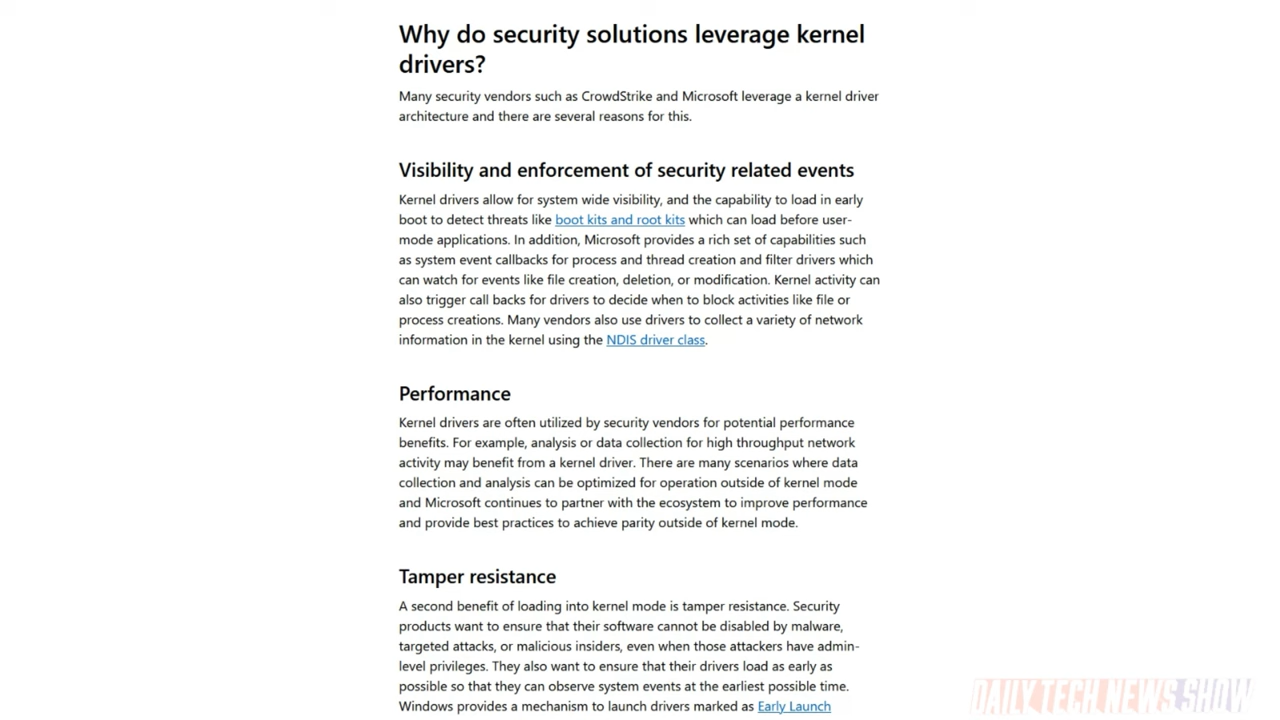 Why do security solutions leverage kernel
drivers?
Many security vendors such as CrowdStrike and Microsoft leverage a kernel driver
architecture and there are several reasons for this.
Visibility and enforcement of security related events
Kernel drivers allow for system wide visibility, and the capability to load in early
boot to detect threats like boot kits and root kits which can load before user-
mode applications. In addition, Microsoft provides a rich set of capabilities such
as system event callbacks for process and thread creation and filter drivers which
can watch for events like file creation, deletion, or modification. Kernel activity can
also trigger call backs for drivers to decide when to block activities like file or
process creations. Many vendors also use drivers to collect a variety of network
information in the kernel using the NDIS driver class.
Performance
Kernel drivers are often utilized by security vendors for potential performance
benefits. For example, analysis or data collection for high throughput network
activity may benefit from a kernel driver. There are many scenarios where data
collection and analysis can be optimized for operation outside of kernel mode
and Microsoft continues to partner with the ecosystem to improve performance
and provide best practices to achieve parity outside of kernel mode.
Tamper resistance
A second benefit of loading into kernel mode is tamper resistance. Security
products want to ensure that their software cannot be disabled by malware,
targeted attacks, or malicious insiders, even when those attackers have admin-
level privileges. They also want to ensure that their drivers load as early as
possible so that they can observe system events at the earliest possible time.
Windows provides a mechanism to launch drivers marked as Early Launch
DAILY TECH NEWS SHOW